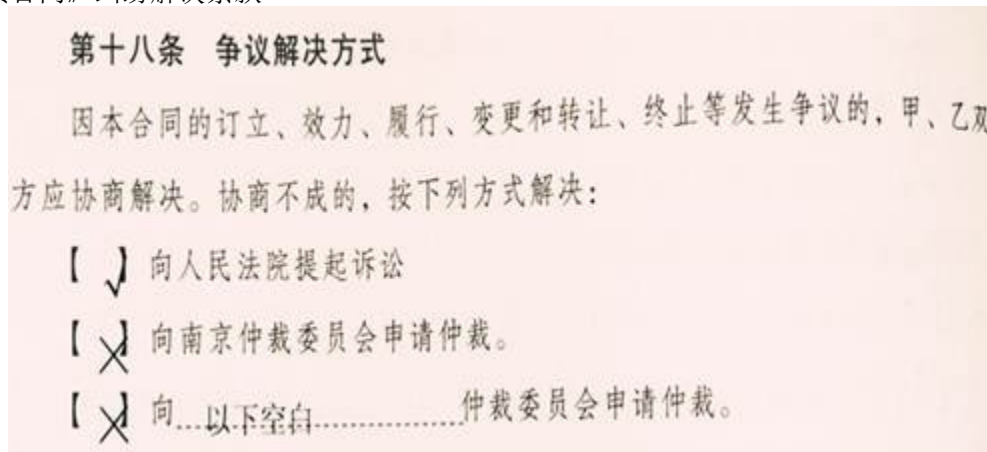 第十八条 争议解决方式
因本合同的订立、效力、履行、变更和转让、终止等发生争议的，甲、乙双
方应协商解决。协商不成的，按下列方式解决：
【√】向人民法院提起诉讼
【×】向南京仲裁委员会申请仲裁。
【×】向....以下空白................仲裁委员会申请仲裁。